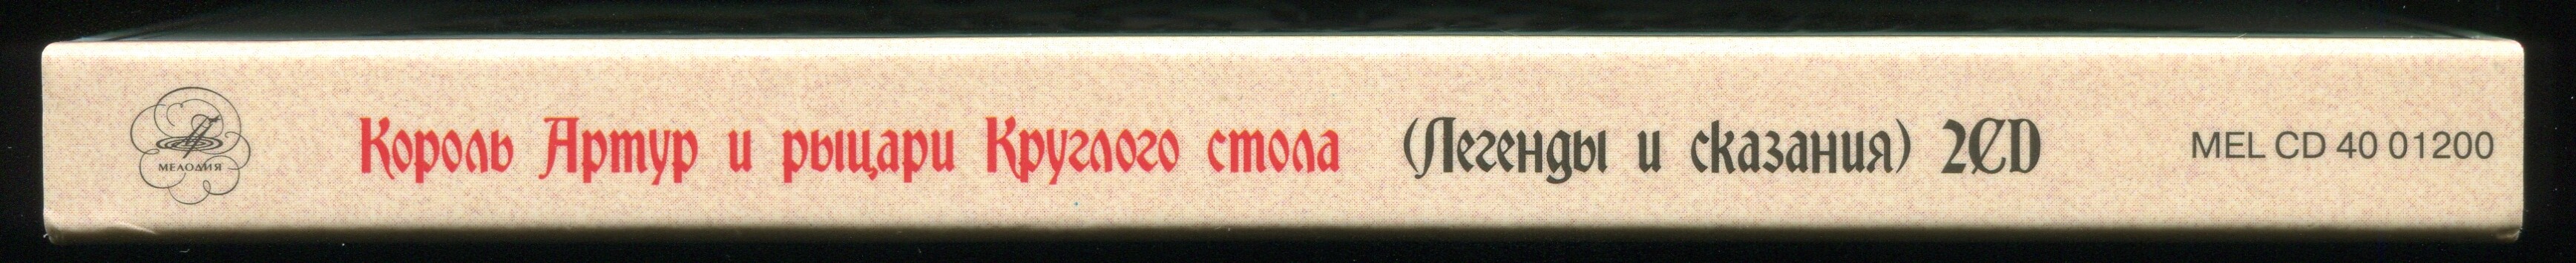 МЕЛОДИЯ
Король Артур и рыцари Круглого стола (Легенды и сказания) 2CD
MEL CD 40 01200